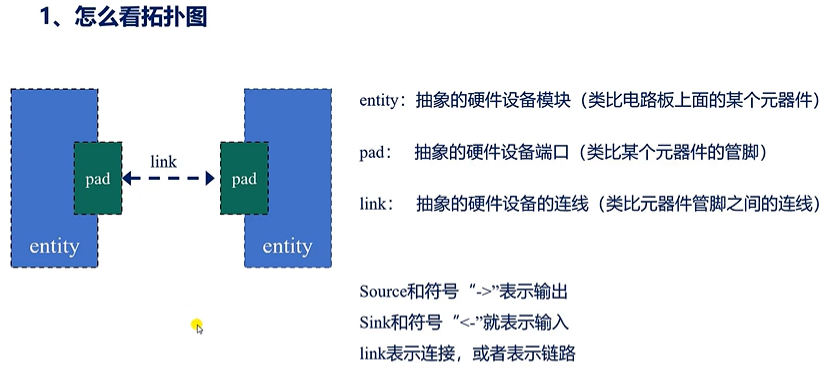 1、怎么看拓扑图
entity：抽象的硬件设备模块（类比电路板上面的某个元器件）
pad： 抽象的硬件设备端口（类比某个元器件的管脚）
link： 抽象的硬件设备的连线（类比元器件管脚之间的连线）
link
pad
pad
entity
entity
Source和符号“->”表示输出
Sink和符号“<-”就表示输入
link表示连接，或者表示链路